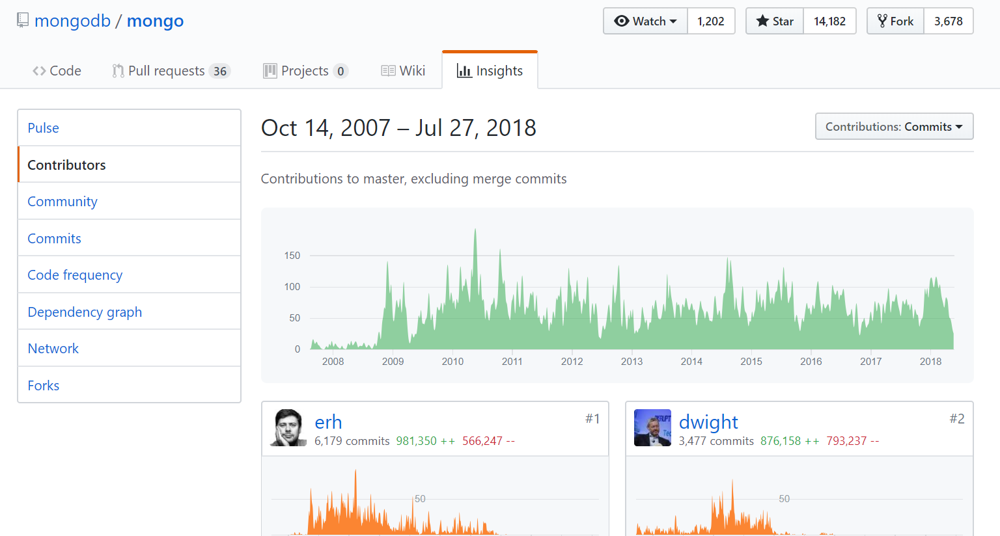 mongodb / mongo
Watch 1,202 Star 14,182 Fork 3,678
Code Pull requests 36 Projects 0 Wiki Insights
Pulse
Contributors
Community
Commits
Code frequency
Dependency graph
Network
Forks
Oct 14, 2007 – Jul 27, 2018
Contributions: Commits
Contributions to master, excluding merge commits
150
100
50
0
2008 2009 2010 2011 2012 2013 2014 2015 2016 2017 2018
erh #1
6,179 commits 981,350 ++ 566,247 --
50
dwight #2
3,477 commits 876,158 ++ 793,237 --
50